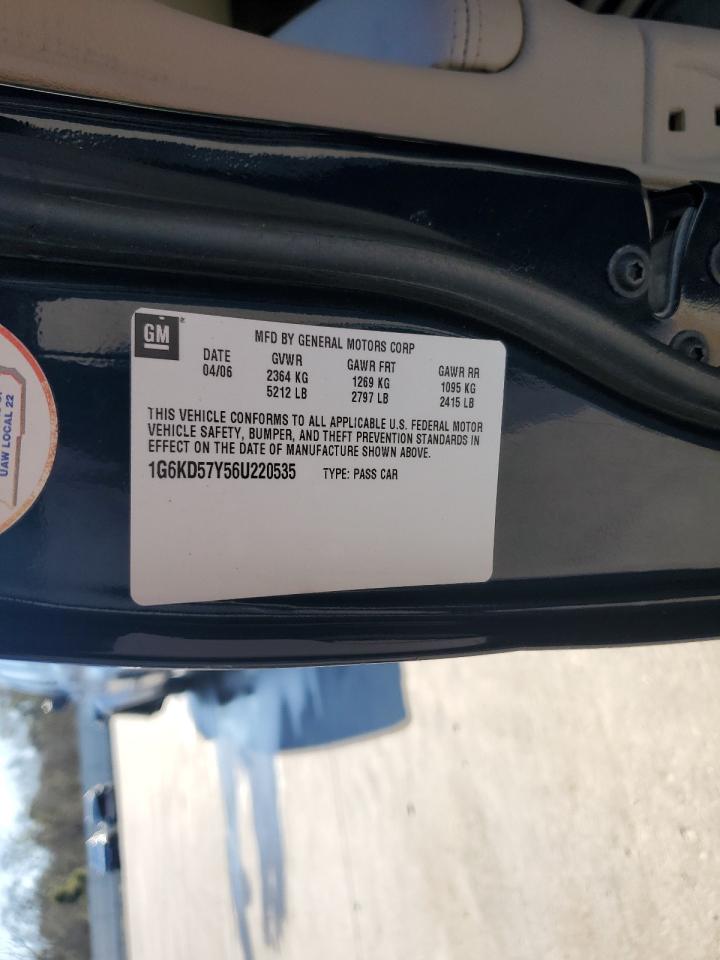 GM
MFD BY GENERAL MOTORS CORP
DATE GVWR GAWR FRT GAWR RR
04/06 2364 KG 1269 KG 1095 KG
5212 LB 2797 LB 2415 LB
THIS VEHICLE CONFORMS TO ALL APPLICABLE U.S. FEDERAL MOTOR
VEHICLE SAFETY, BUMPER, AND THEFT PREVENTION STANDARDS IN
EFFECT ON THE DATE OF MANUFACTURE SHOWN ABOVE.
1G6KD57Y56U220535 TYPE: PASS CAR
UAW LOCAL 22